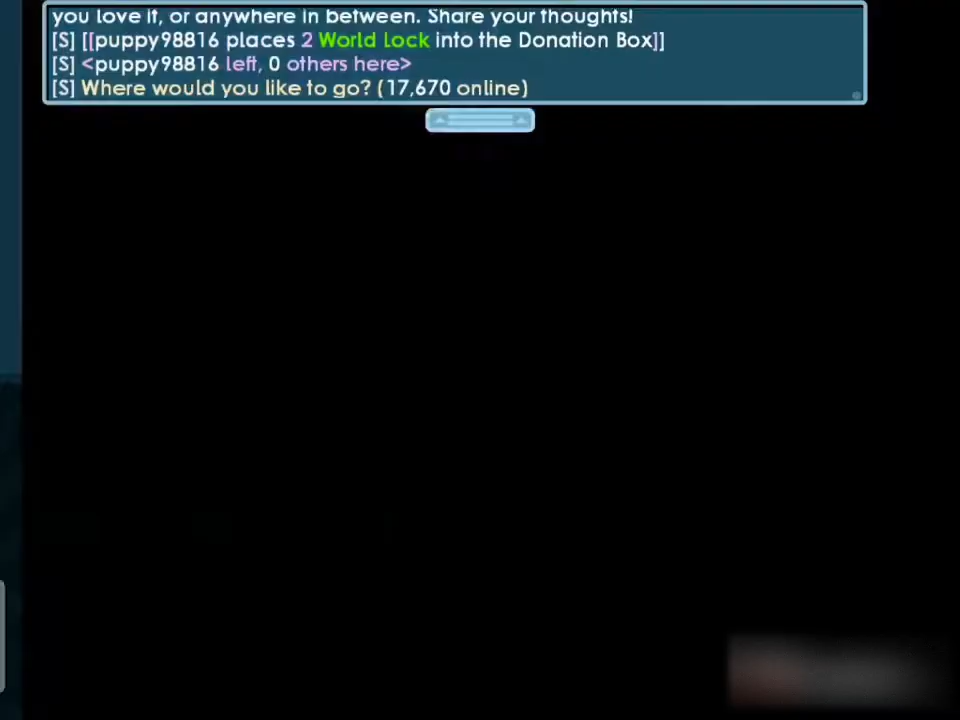 you love it, or anywhere in between. Share your thoughts!
[S] [[puppy98816 places 2 World Lock into the Donation Box]]
[S] <puppy98816 left, 0 others here>
[S] Where would you like to go? (17,670 online)